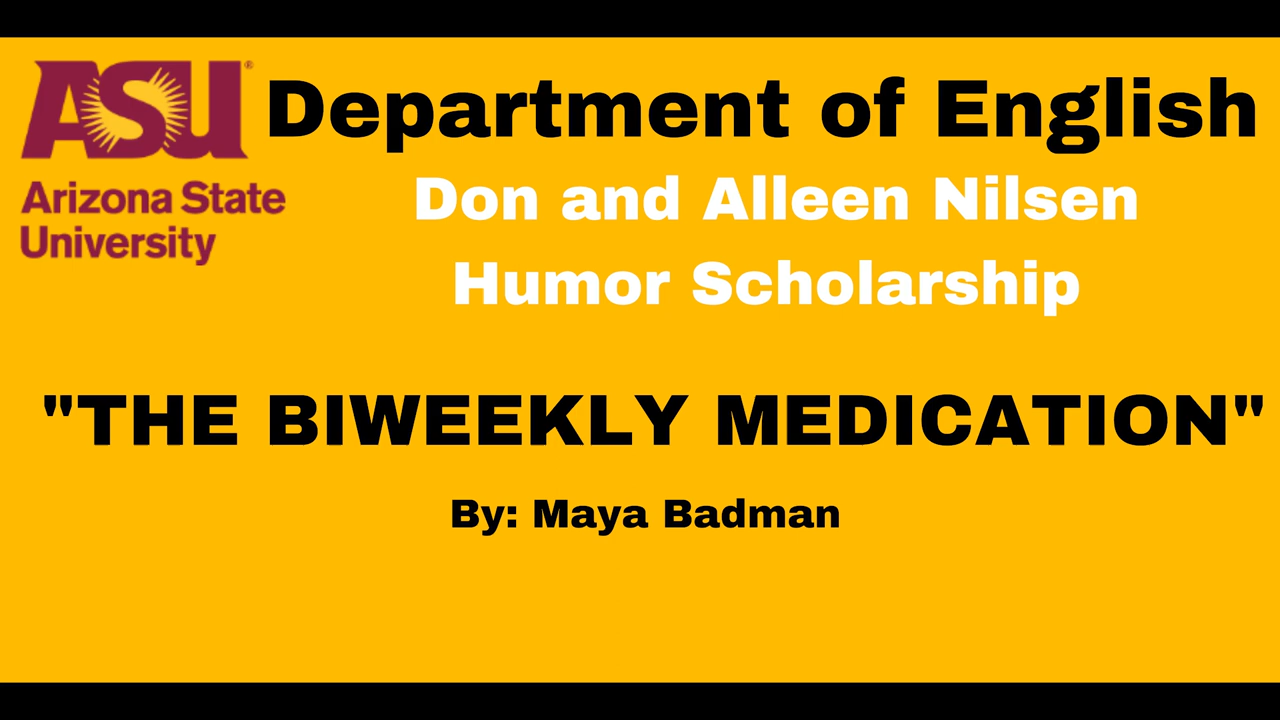 ASU®
Arizona State
University
Department of English
Don and Alleen Nilsen
Humor Scholarship
"THE BIWEEKLY MEDICATION"
By: Maya Badman